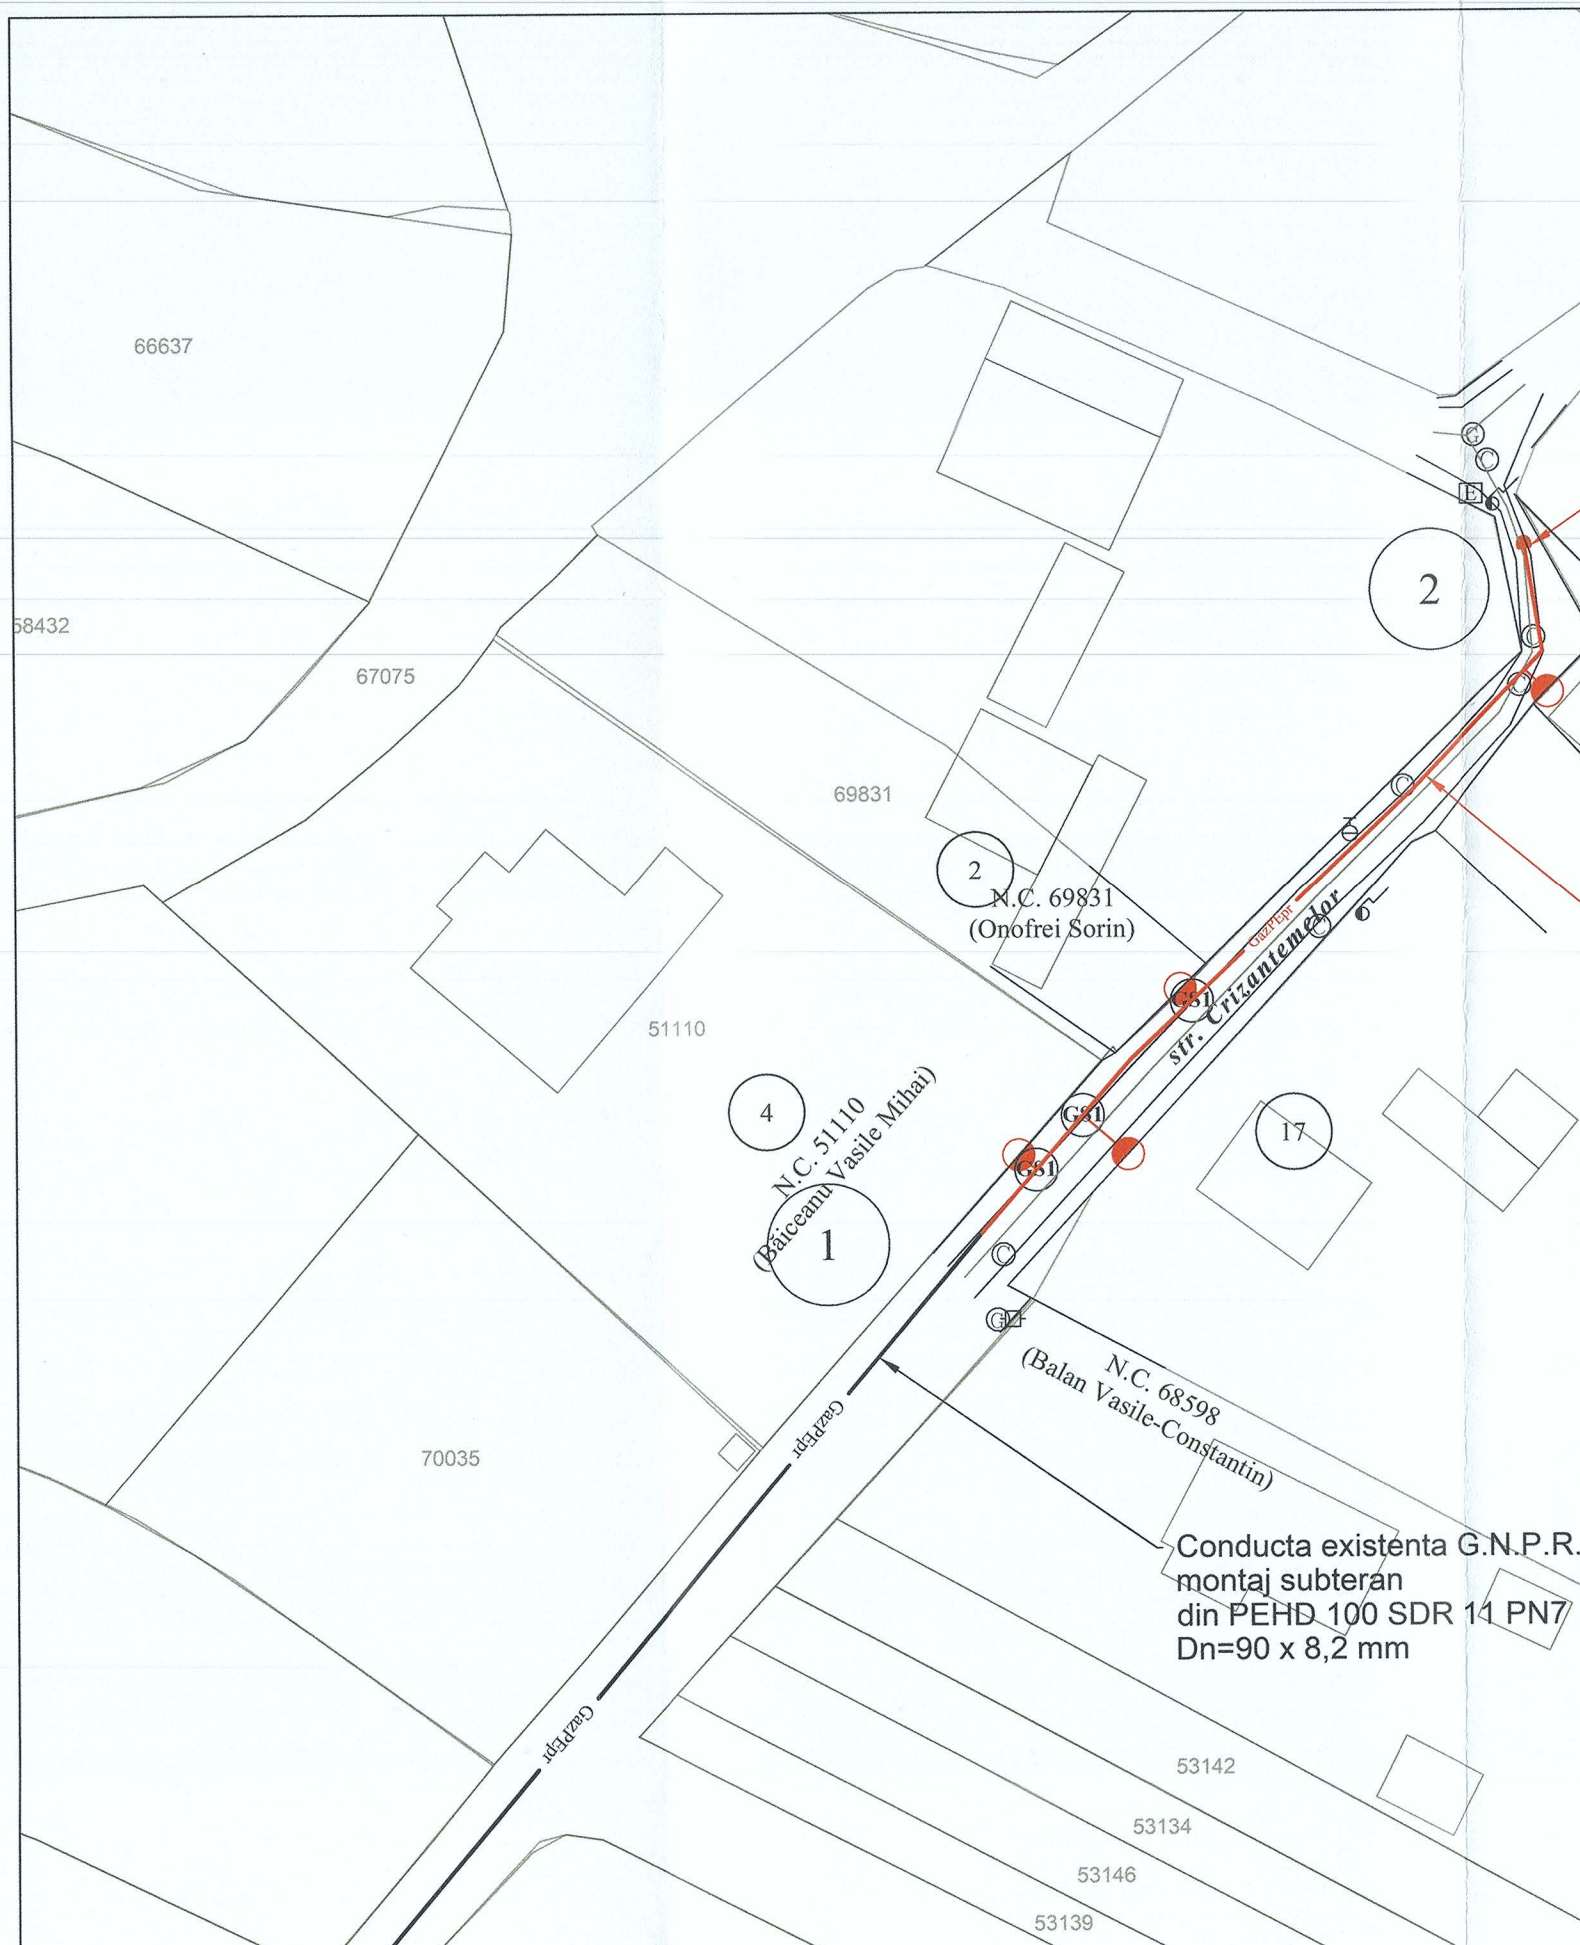 66637
G
C
E
2
58432
C
67075
C
69831
C
2
N.C. 69831
(Onofrei Sorin)
GazPEpr
C
GS1
str. Crizantemelor
51110
4
GS1
17
N.C. 51110
(Băiceanu Vasile Mihai)
GS1
1
C
G
N.C. 68598
(Balan Vasile-Constantin)
GazPEpr
70035
Conducta existenta G.N.P.R.
montaj subteran
din PEHD 100 SDR 11 PN7
Dn=90 x 8,2 mm
GazPEpr
53142
53134
53146
53139